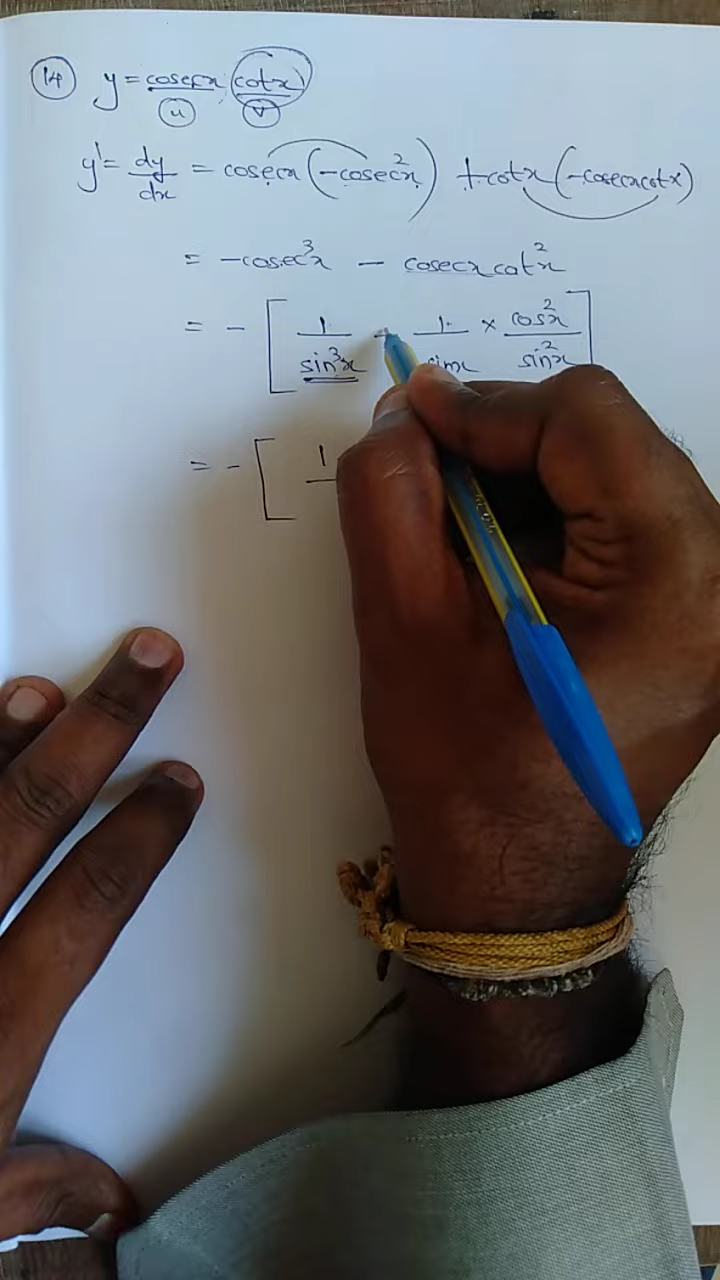 14 y = cosecx cotx
u v
y' = dy/dx = cosecx (-cosec²x) + cotx (-cosecxcotx)
= -cosec³x - cosecx cot²x
= - [ 1/sin³x 1/sinx × cos²x/sin²x ]
= - [ 1